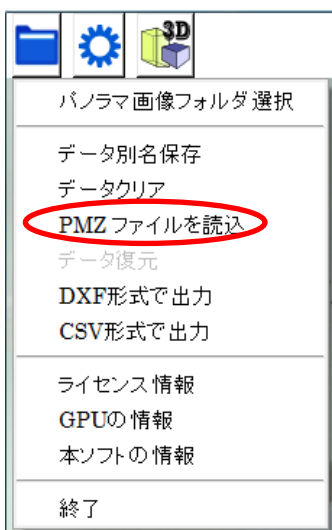 3D
パノラマ画像フォルダ選択
データ別名保存
データクリア
PMZファイルを読込
データ復元
DXF形式で出力
CSV形式で出力
ライセンス情報
GPUの情報
本ソフトの情報
終了